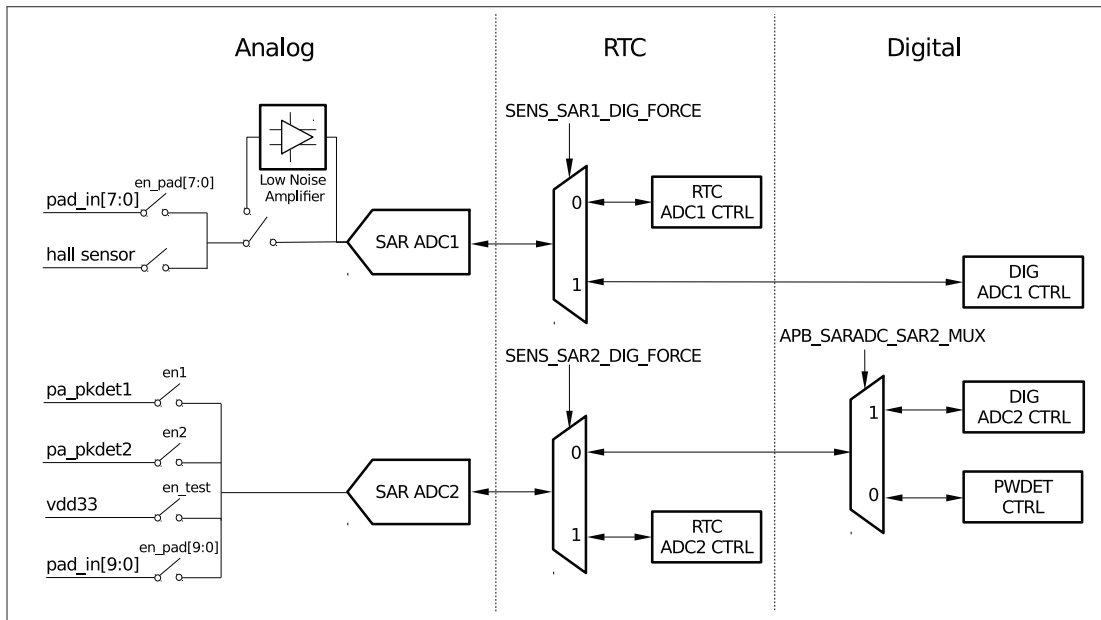 Analog
RTC
Digital
SENS_SAR1_DIG_FORCE
Low Noise
Amplifier
en_pad[7:0]
pad_in[7:0]
hall sensor
SAR ADC1
0
1
RTC
ADC1 CTRL
DIG
ADC1 CTRL
SENS_SAR2_DIG_FORCE
APB_SARADC_SAR2_MUX
en1
pa_pkdet1
en2
pa_pkdet2
en_test
vdd33
en_pad[9:0]
pad_in[9:0]
SAR ADC2
0
1
RTC
ADC2 CTRL
1
0
DIG
ADC2 CTRL
PWDET
CTRL